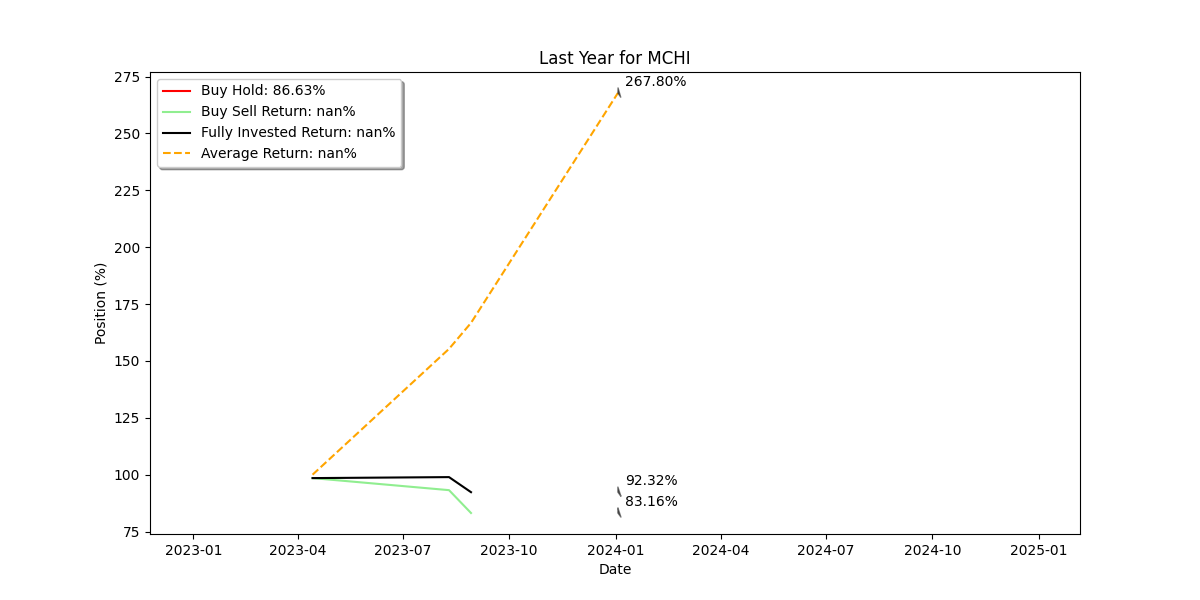 Last Year for MCHI
Buy Hold: 86.63%
Buy Sell Return: nan%
Fully Invested Return: nan%
Average Return: nan%
267.80%
92.32%
83.16%
Position (%)
275
250
225
200
175
150
125
100
75
2023-01 2023-04 2023-07 2023-10 2024-01 2024-04 2024-07 2024-10 2025-01
Date